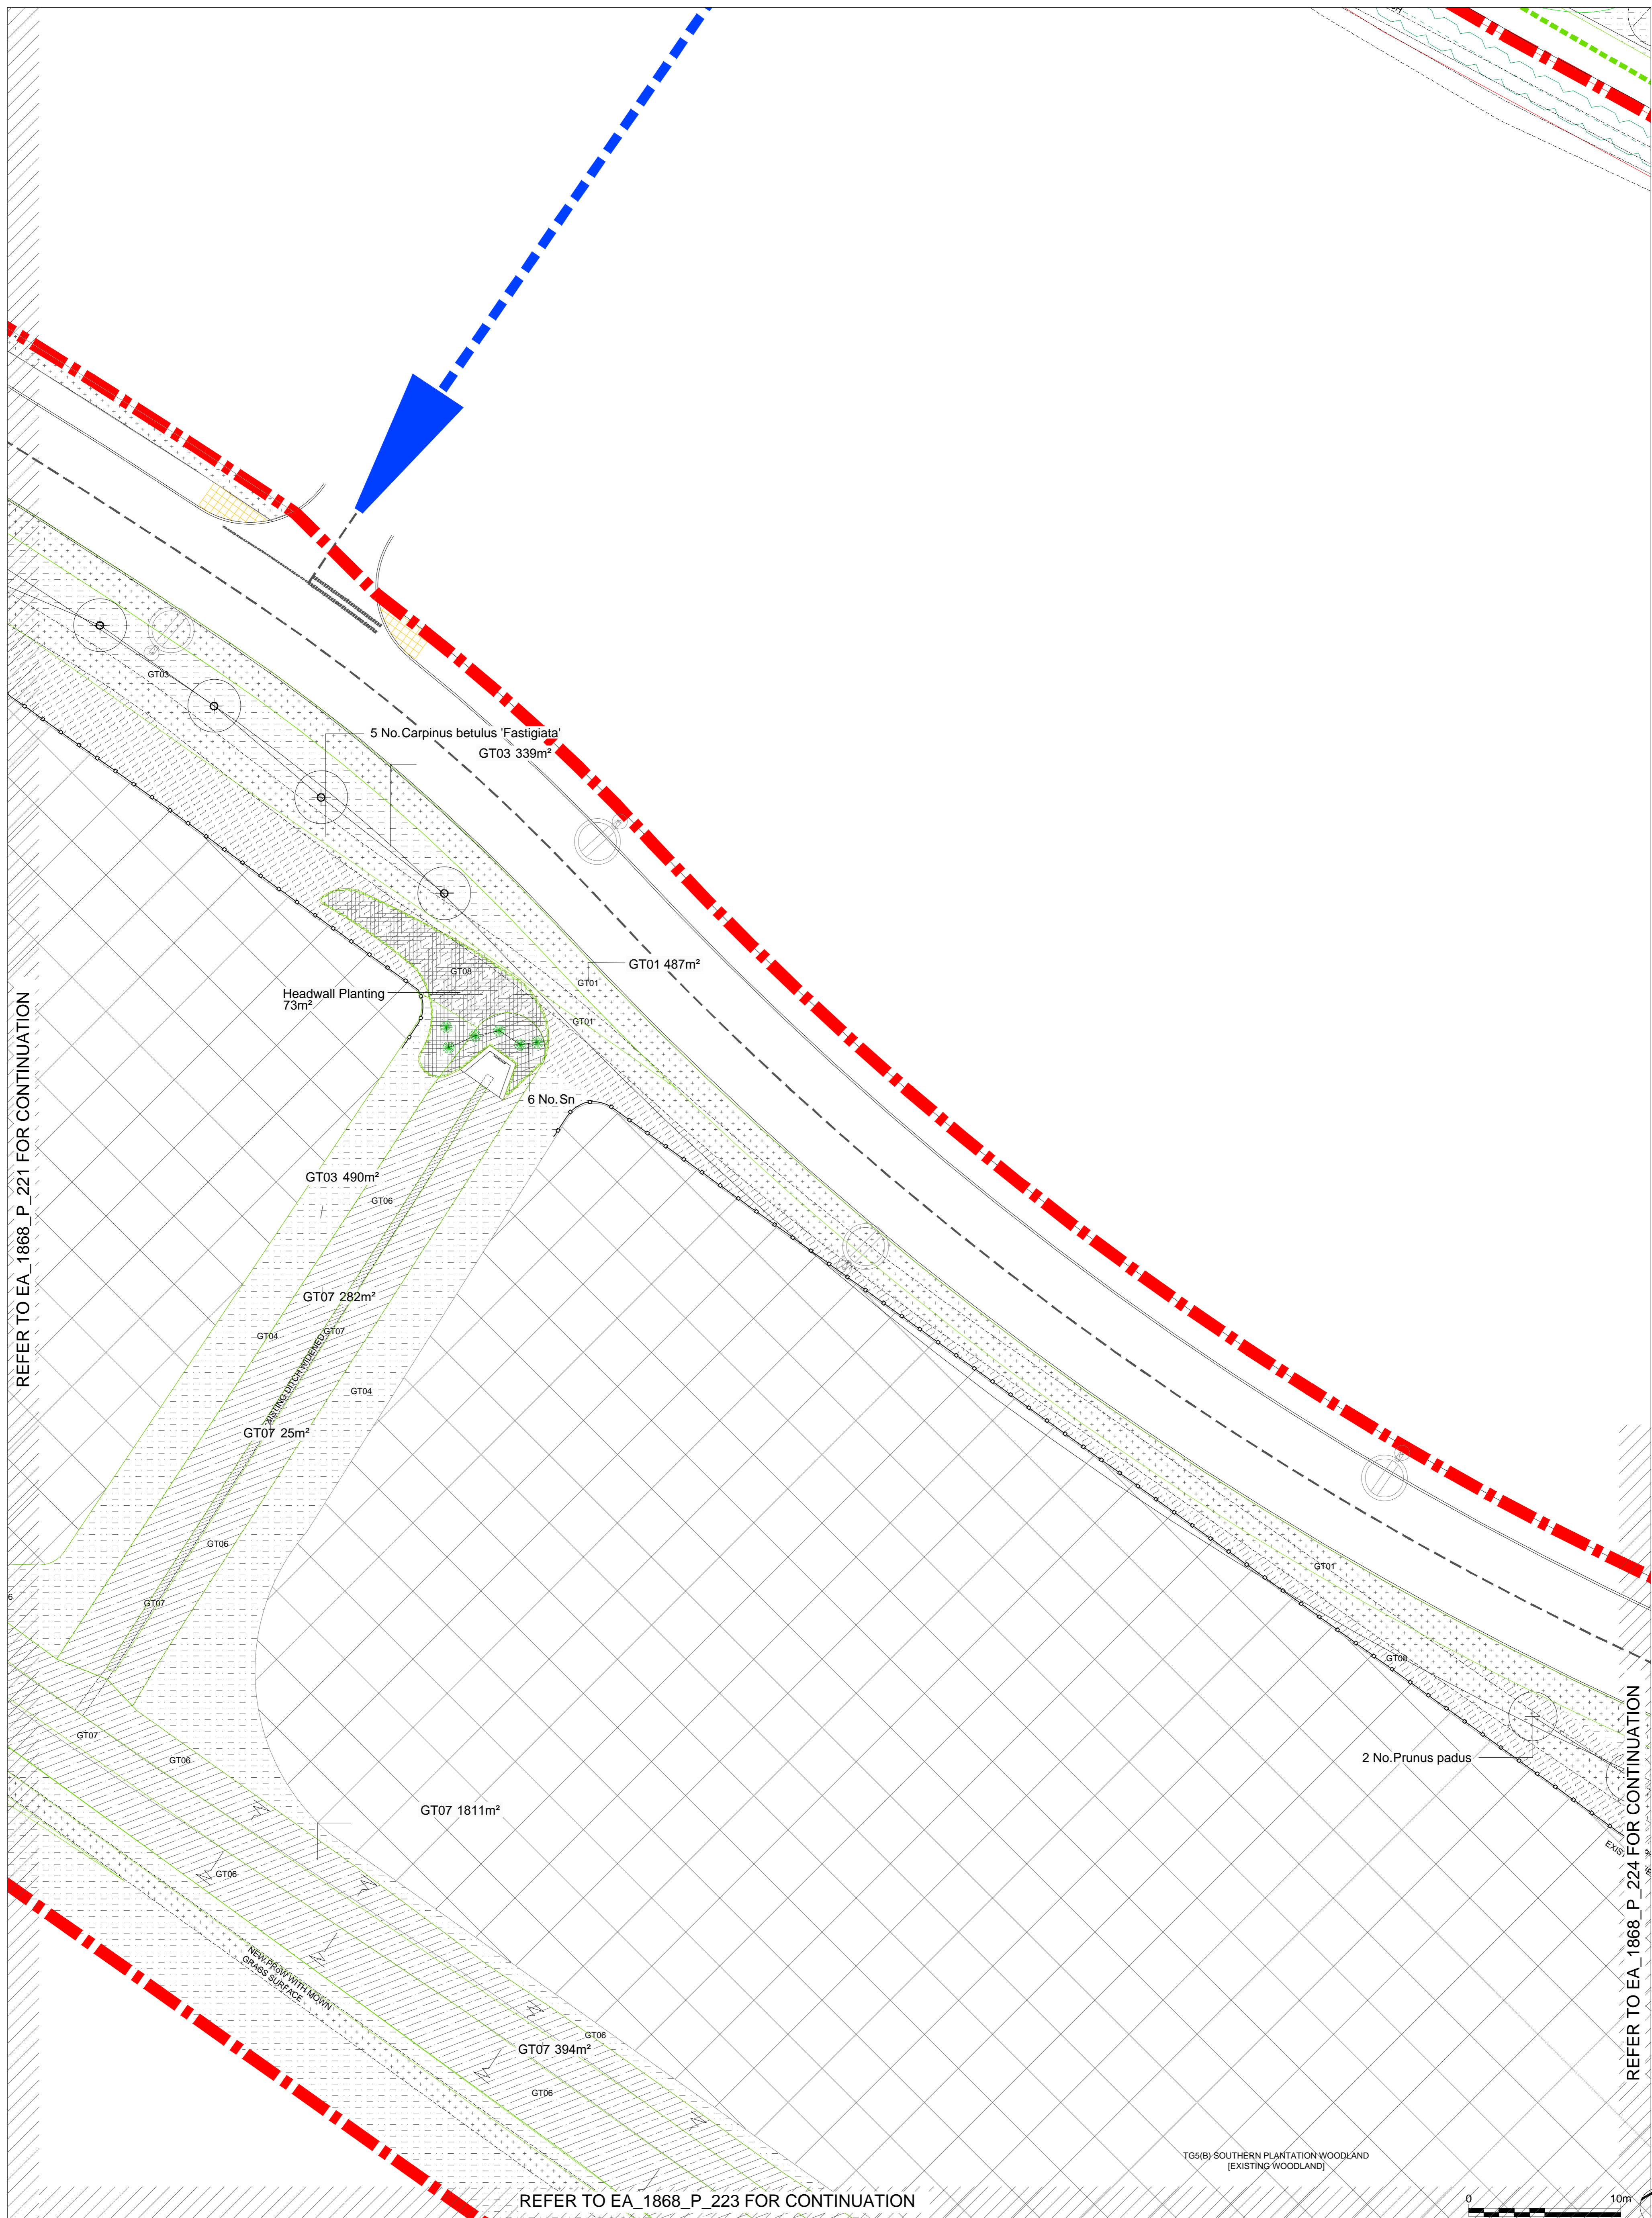 GT03
5 No. Carpinus betulus 'Fastigiata'
GT03 339m²
GT01 487m²
GT08
GT01
Headwall Planting
73m²
GT01
6 No. Sn
GT03 490m²
GT06
GT07 282m²
GT07
GT04
EXISTING DITCH WIDENED
GT04
GT07 25m²
GT06
GT01
6
GT07
GT08
GT07
GT06
2 No. Prunus padus
GT07 1811m²
GT06
NEW PRoW WITH MOWN
GRASS SURFACE
GT06
GT07 394m²
GT06
TG5(B) SOUTHERN PLANTATION WOODLAND
[EXISTING WOODLAND]
REFER TO EA_1868_P_221 FOR CONTINUATION
REFER TO EA_1868_P_224 FOR CONTINUATION
REFER TO EA_1868_P_223 FOR CONTINUATION
0 10m